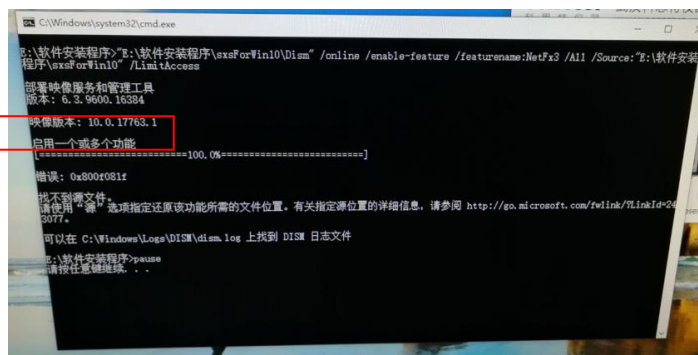 C:\Windows\system32\cmd.exe
E:\软件安装程序>"E:\软件安装程序\sxsForWin10\Dism" /online /enable-feature /featurename:NetFx3 /All /Source:"E:\软件安装
程序\sxsForWin10" /LimitAccess
部署映像服务和管理工具
版本: 6.3.9600.16384
映像版本: 10.0.17763.1
启用一个或多个功能
[==========================100.0%==========================]
错误: 0x800f081f
找不到源文件。
请使用“源”选项指定还原该功能所需的文件位置。有关指定源位置的详细信息，请参阅 http://go.microsoft.com/fwlink/?LinkId=24
3077。
可以在 C:\Windows\Logs\DISM\dism.log 上找到 DISM 日志文件
E:\软件安装程序>pause
请按任意键继续. . .